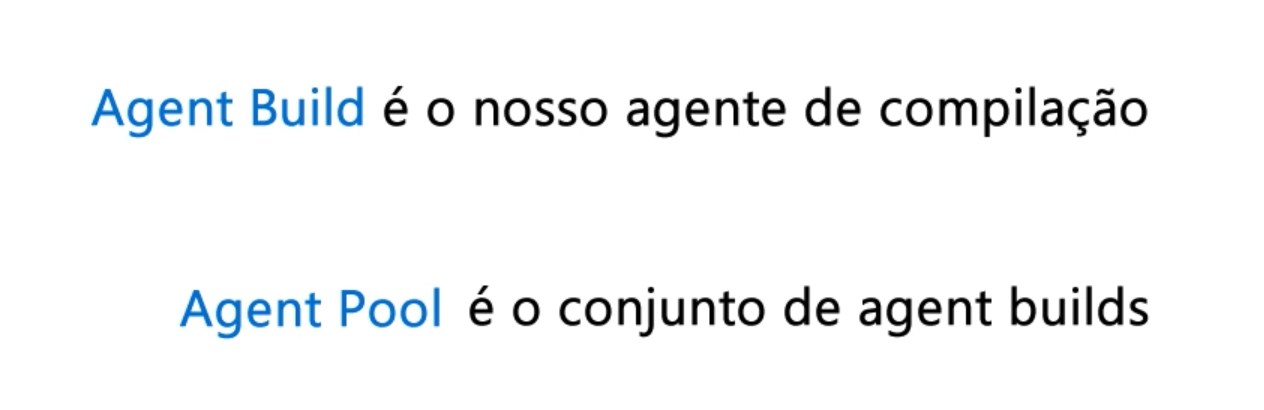 Agent Build é o nosso agente de compilação
Agent Pool é o conjunto de agent builds